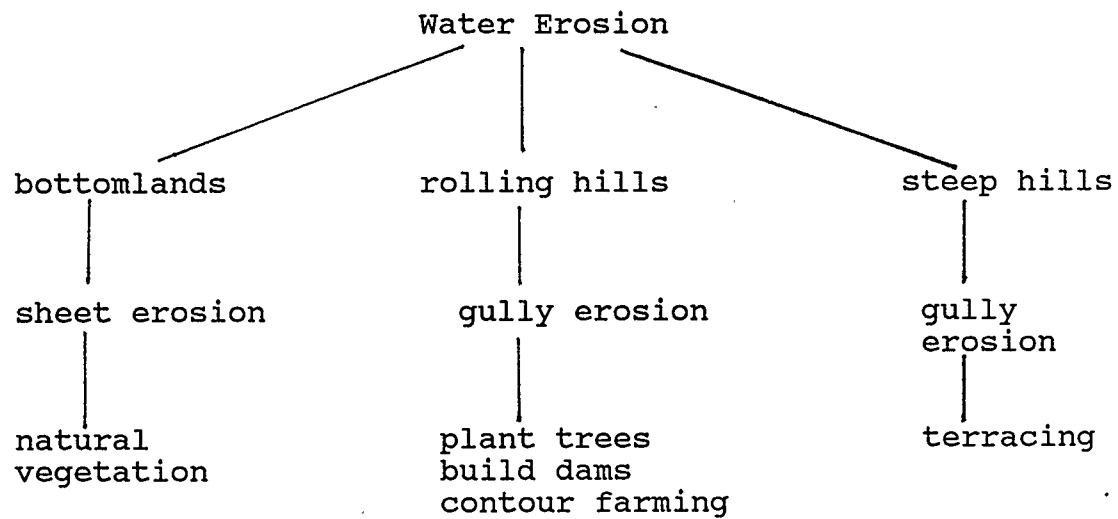 Water Erosion
bottomlands
rolling hills
steep hills
sheet erosion
gully erosion
gully
erosion
natural
vegetation
plant trees
build dams
contour farming
terracing